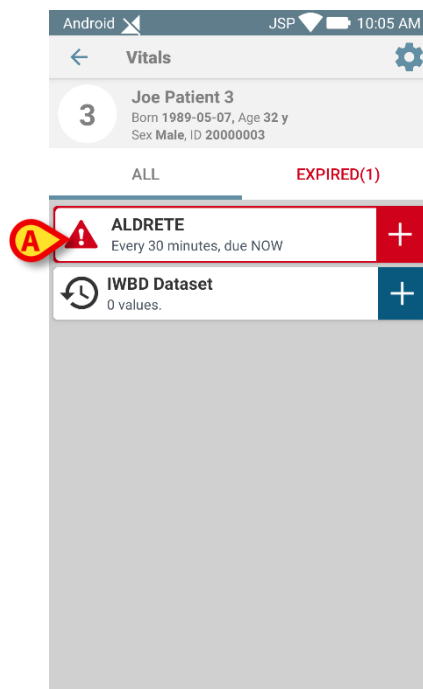 Android JSP 10:05 AM
Vitals
3
Joe Patient 3
Born 1989-05-07, Age 32 y
Sex Male, ID 20000003
ALL EXPIRED(1)
A
ALDRETE
Every 30 minutes, due NOW
+
IWBD Dataset
0 values.
+